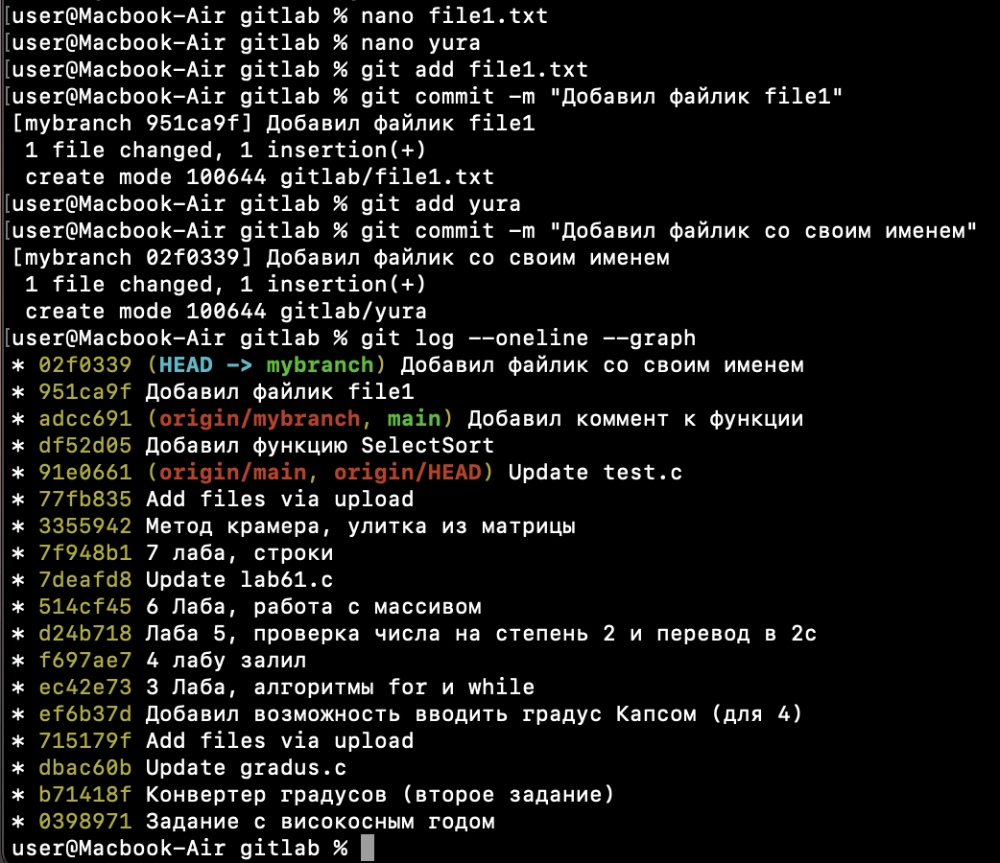 [user@Macbook-Air gitlab % nano file1.txt
[user@Macbook-Air gitlab % nano yura
[user@Macbook-Air gitlab % git add file1.txt
[user@Macbook-Air gitlab % git commit -m "Добавил файлик file1"
[mybranch 951ca9f] Добавил файлик file1
 1 file changed, 1 insertion(+)
 create mode 100644 gitlab/file1.txt
[user@Macbook-Air gitlab % git add yura
[user@Macbook-Air gitlab % git commit -m "Добавил файлик со своим именем"
[mybranch 02f0339] Добавил файлик со своим именем
 1 file changed, 1 insertion(+)
 create mode 100644 gitlab/yura
[user@Macbook-Air gitlab % git log --oneline --graph
* 02f0339 (HEAD -> mybranch) Добавил файлик со своим именем
* 951ca9f Добавил файлик file1
* adcc691 (origin/mybranch, main) Добавил коммент к функции
* df52d05 Добавил функцию SelectSort
* 91e0661 (origin/main, origin/HEAD) Update test.c
* 77fb835 Add files via upload
* 3355942 Метод крамера, улитка из матрицы
* 7f948b1 7 лаба, строки
* 7deafd8 Update lab61.c
* 514cf45 6 Лаба, работа с массивом
* d24b718 Лаба 5, проверка числа на степень 2 и перевод в 2с
* f697ae7 4 лабу залил
* ec42e73 3 Лаба, алгоритмы for и while
* ef6b37d Добавил возможность вводить градус Капсом (для 4)
* 715179f Add files via upload
* dbac60b Update gradus.c
* b71418f Конвертер градусов (второе задание)
* 0398971 Задание с високосным годом
user@Macbook-Air gitlab %